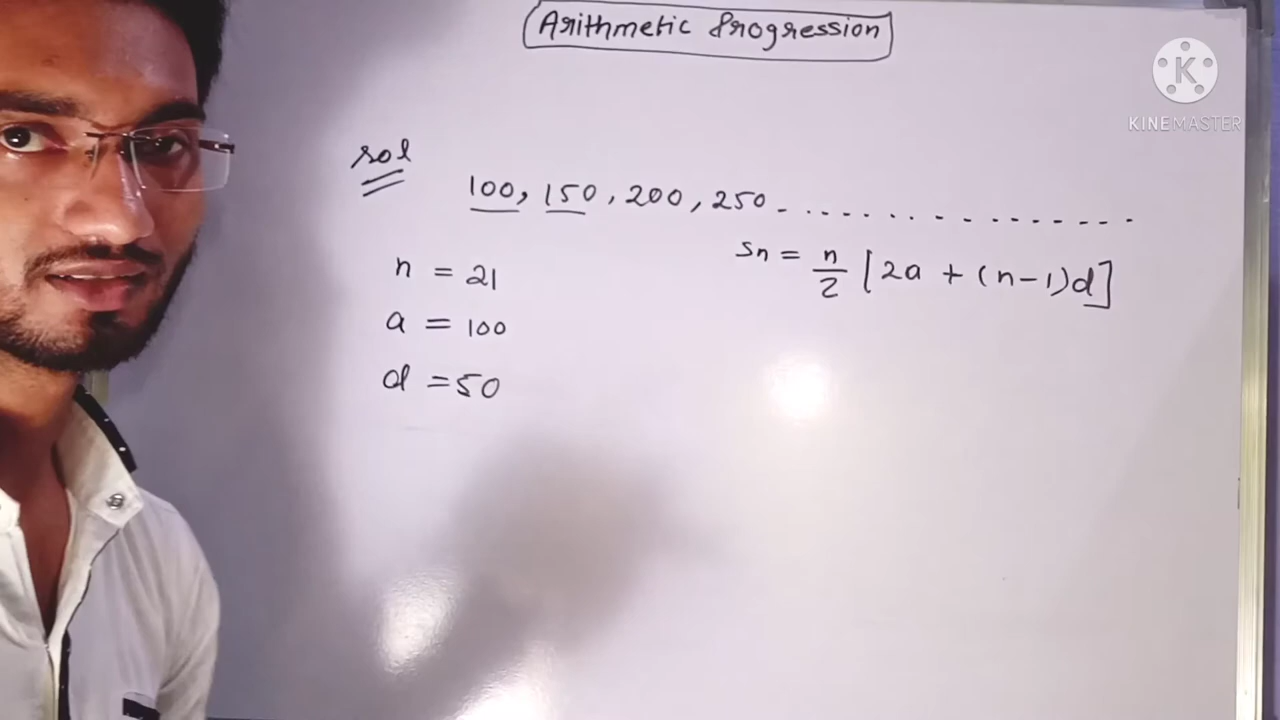 Arithmetic Progression
K
KINEMASTER
sol
100, 150, 200, 250 - . . . . . . . . . . . . . . . .
Sn = n/2 [2a + (n-1)d]
n = 21
a = 100
d = 50